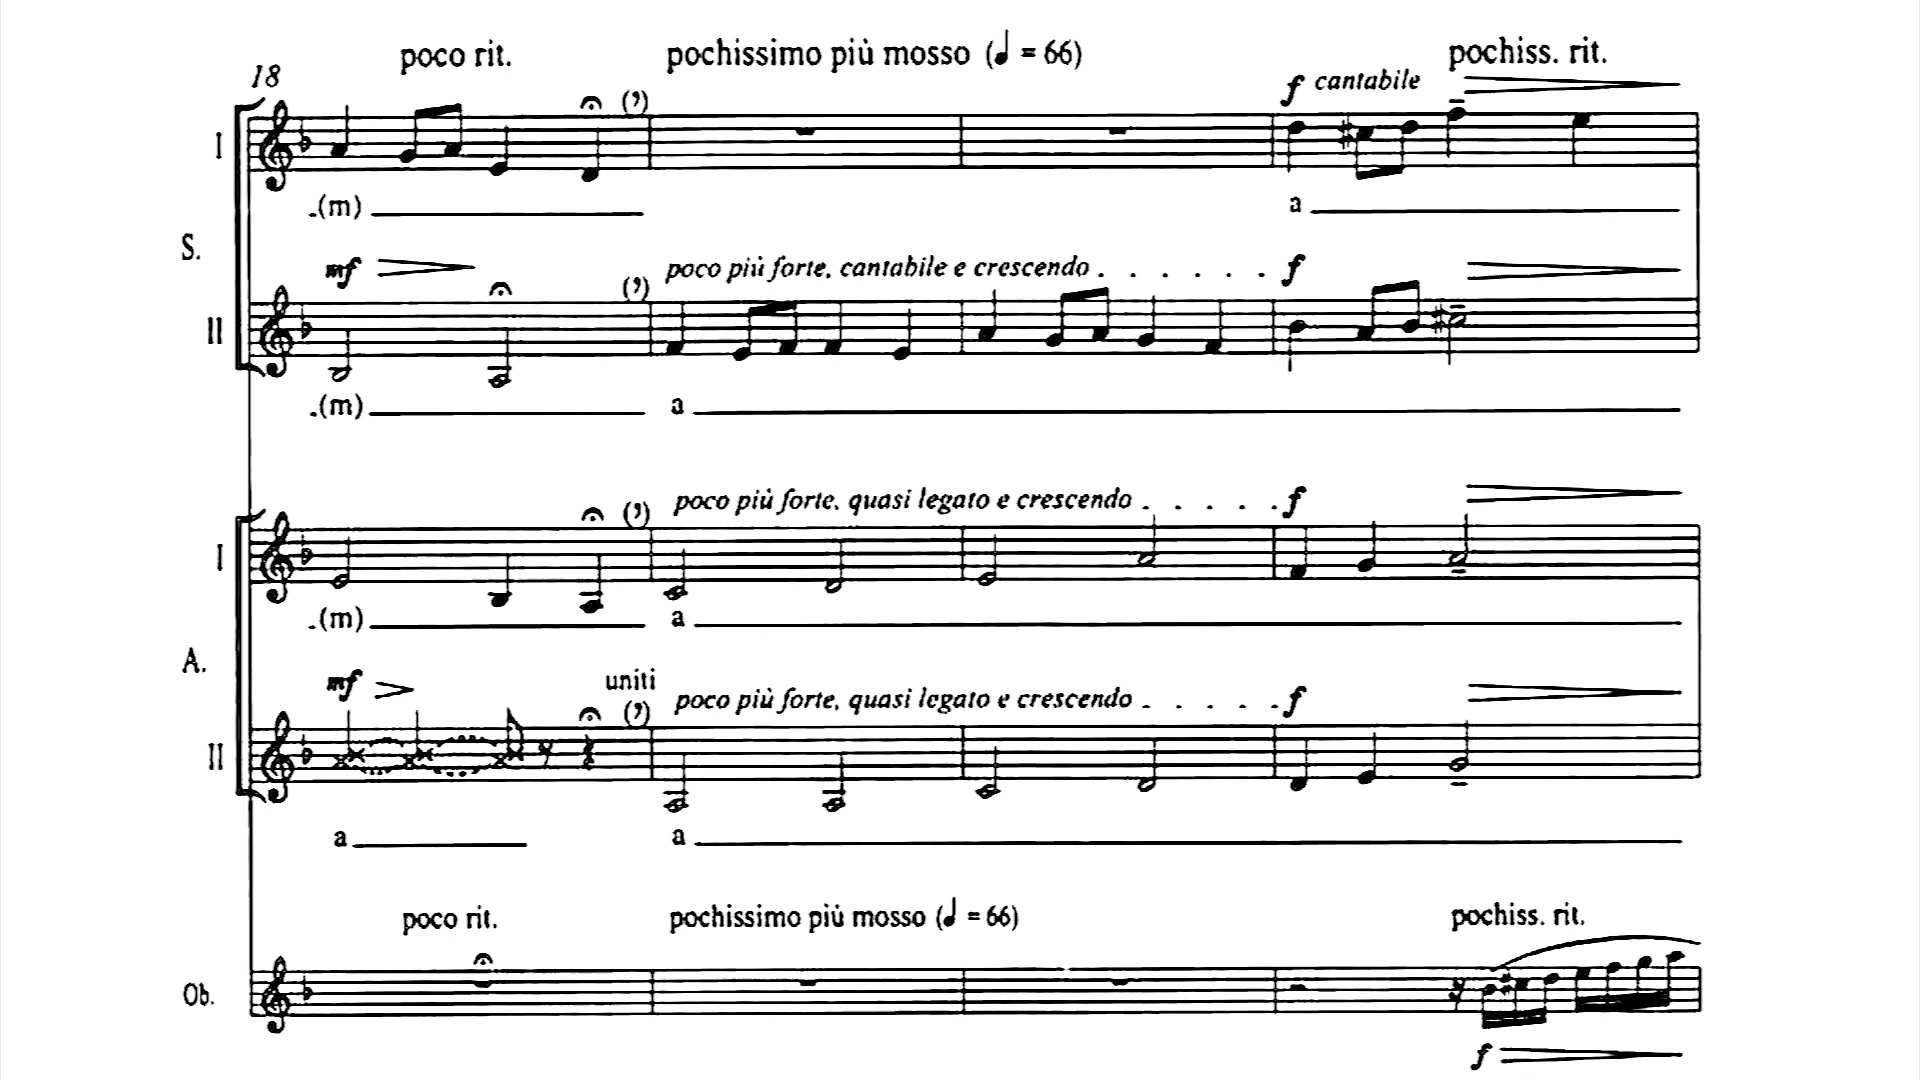 poco rit. pochissimo più mosso (♩ = 66) pochiss. rit.
18
f cantabile
(’)
I
.(m) a
S.
mf poco più forte, cantabile e crescendo . . . . . . f
(’)
II
.(m) a
poco più forte, quasi legato e crescendo . . . . . f
(’)
I
.(m) a
A.
mf uniti
poco più forte, quasi legato e crescendo . . . . . f
(’)
II
a a
poco rit. pochissimo più mosso (♩ = 66) pochiss. rit.
Ob.
f